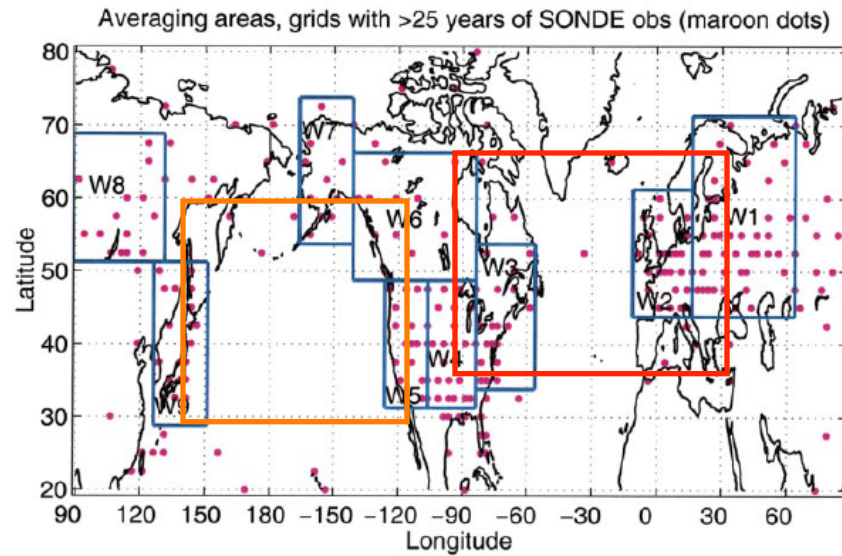 Averaging areas, grids with >25 years of SONDE obs (maroon dots)
80
70
60
50
40
30
20
Latitude
W7
W8
W6
W1
W3
W2
W4
W5
W9
90 120 150 180 −150 −120 −90 −60 −30 0 30 60
Longitude